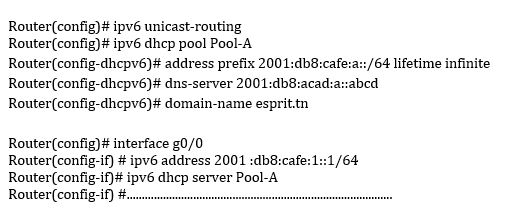 Router(config)# ipv6 unicast-routing
Router(config)# ipv6 dhcp pool Pool-A
Router(config-dhcpv6)# address prefix 2001:db8:cafe:a::/64 lifetime infinite
Router(config-dhcpv6)# dns-server 2001:db8:acad:a::abcd
Router(config-dhcpv6)# domain-name esprit.tn
Router(config)# interface g0/0
Router(config-if) # ipv6 address 2001 :db8:cafe:1::1/64
Router(config-if)# ipv6 dhcp server Pool-A
Router(config-if) #........................................................................................